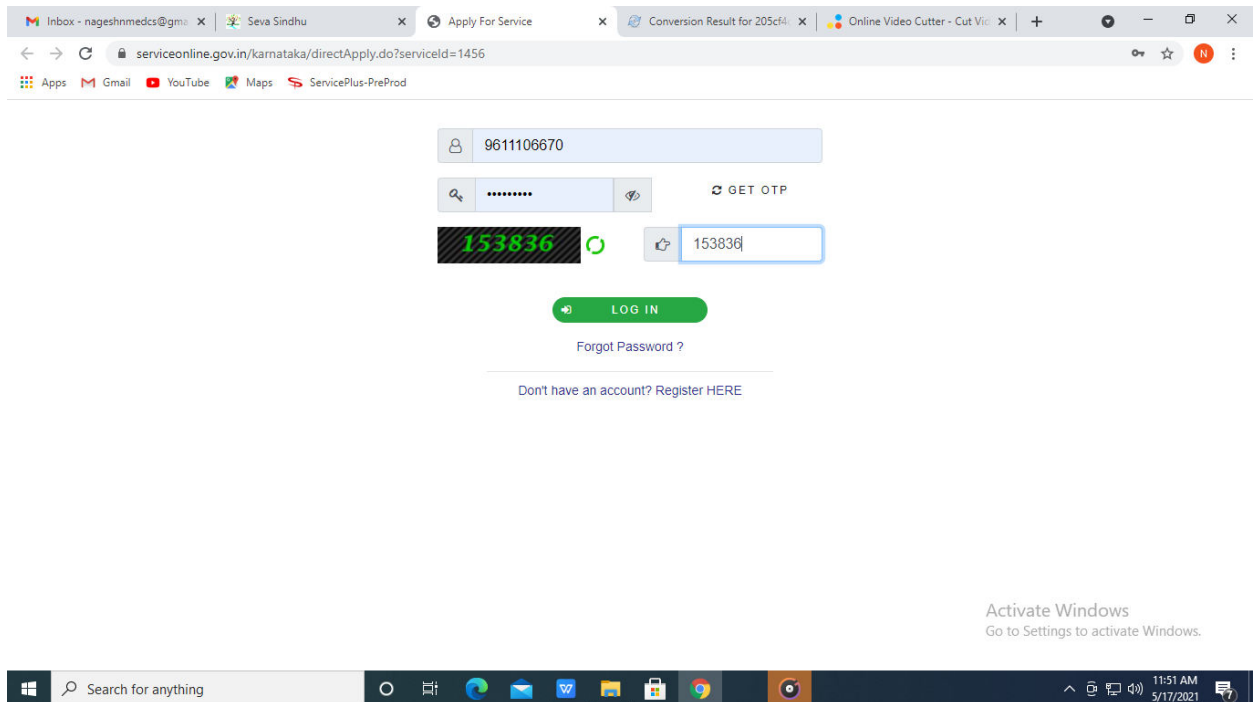 Inbox - nageshnmedcs@gma
Seva Sindhu
Apply For Service
Conversion Result for 205cf4
Online Video Cutter - Cut Vid
serviceonline.gov.in/karnataka/directApply.do?serviceId=1456
N
Apps
Gmail
YouTube
Maps
ServicePlus-PreProd
9611106670
GET OTP
153836
153836
LOG IN
Forgot Password ?
Don't have an account? Register HERE
Activate Windows
Go to Settings to activate Windows.
Search for anything
W
11:51 AM
5/17/2021
7